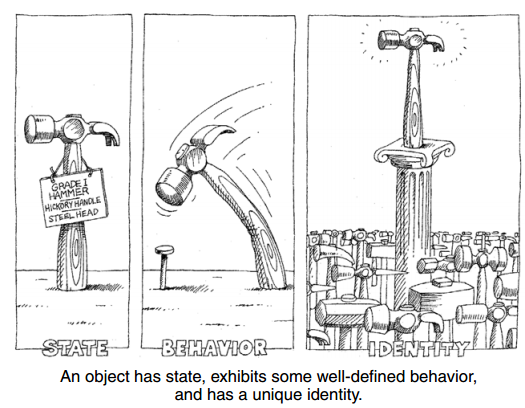 GRADE I
HAMMER
HICKORY HANDLE
STEEL HEAD
STATE
BEHAVIOR
IDENTITY
An object has state, exhibits some well-defined behavior,
and has a unique identity.